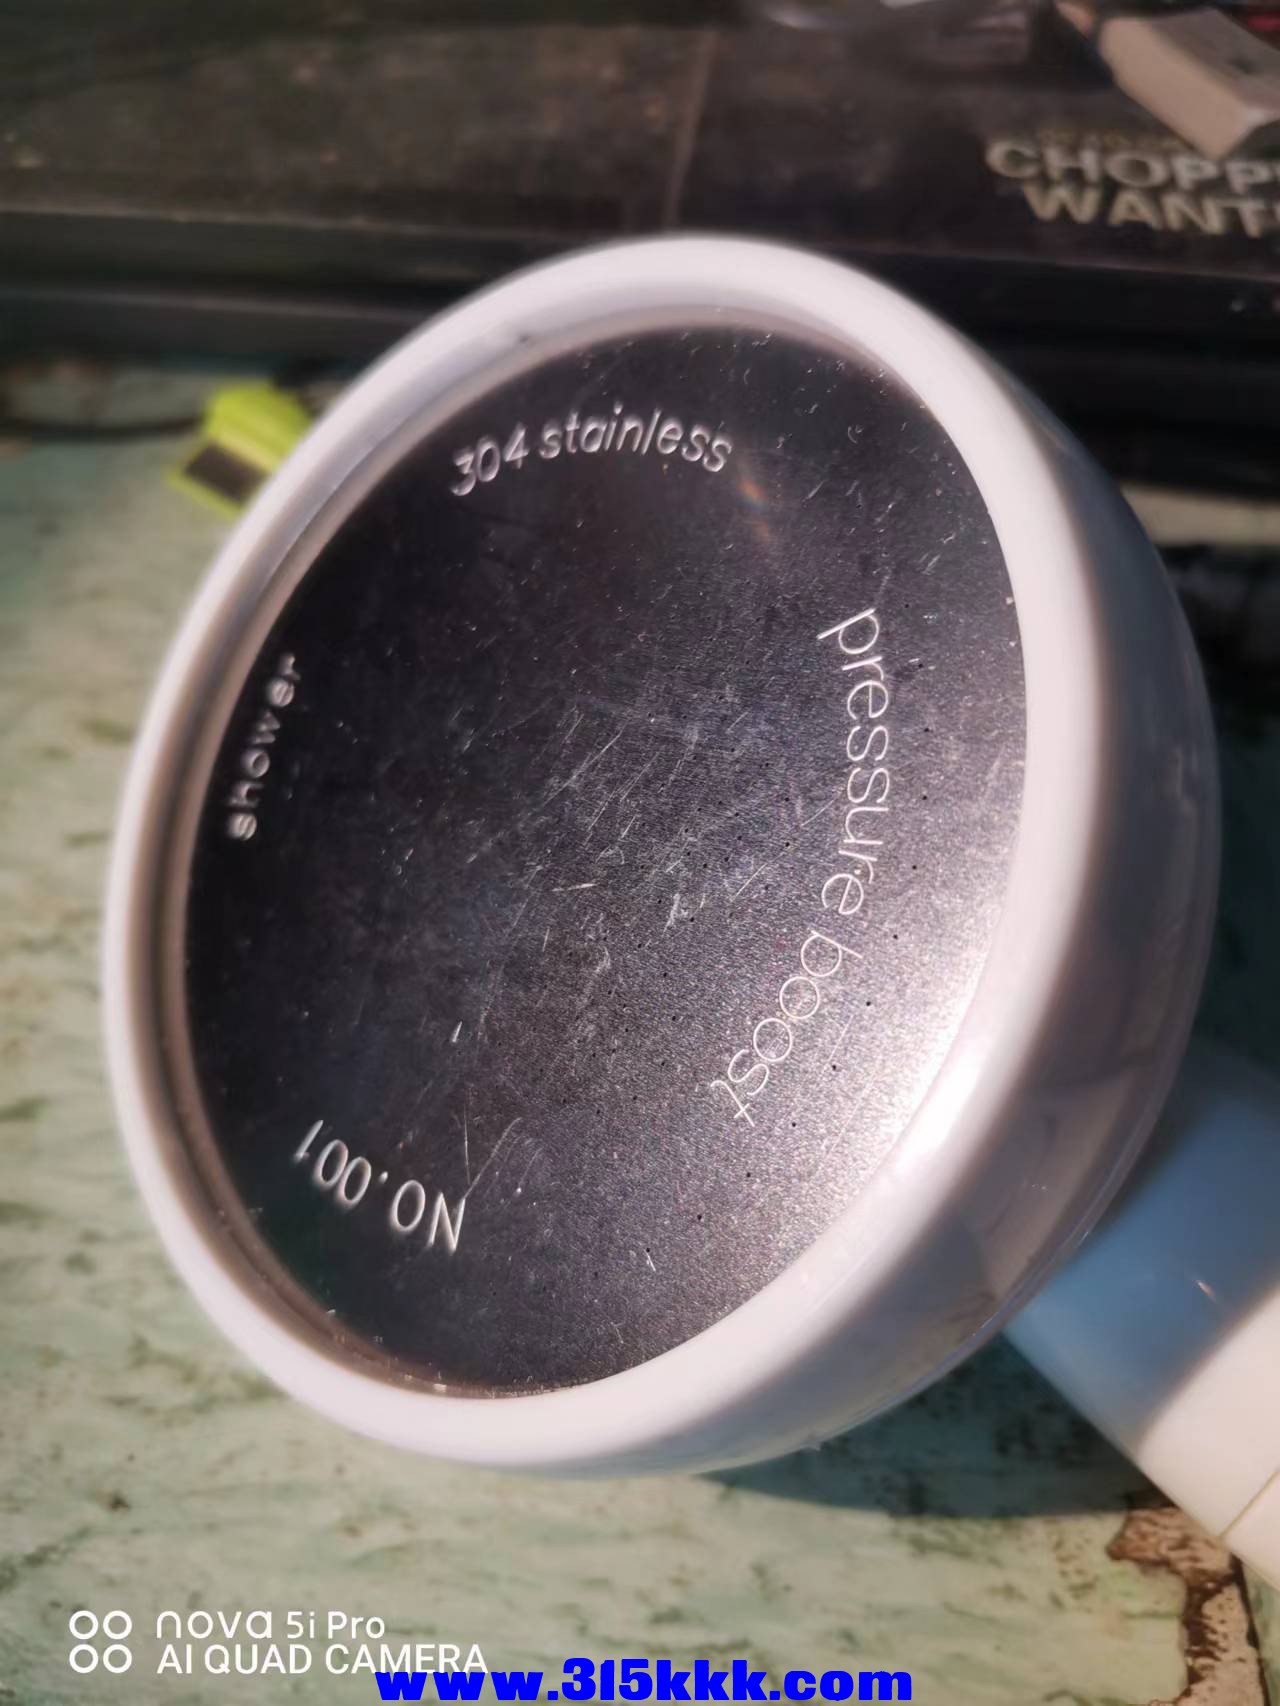 CHOPP
WANT
304 stainless
pressure boost
shower
NO.001
nova 5i Pro
AI QUAD CAMERA
www.315kkk.com